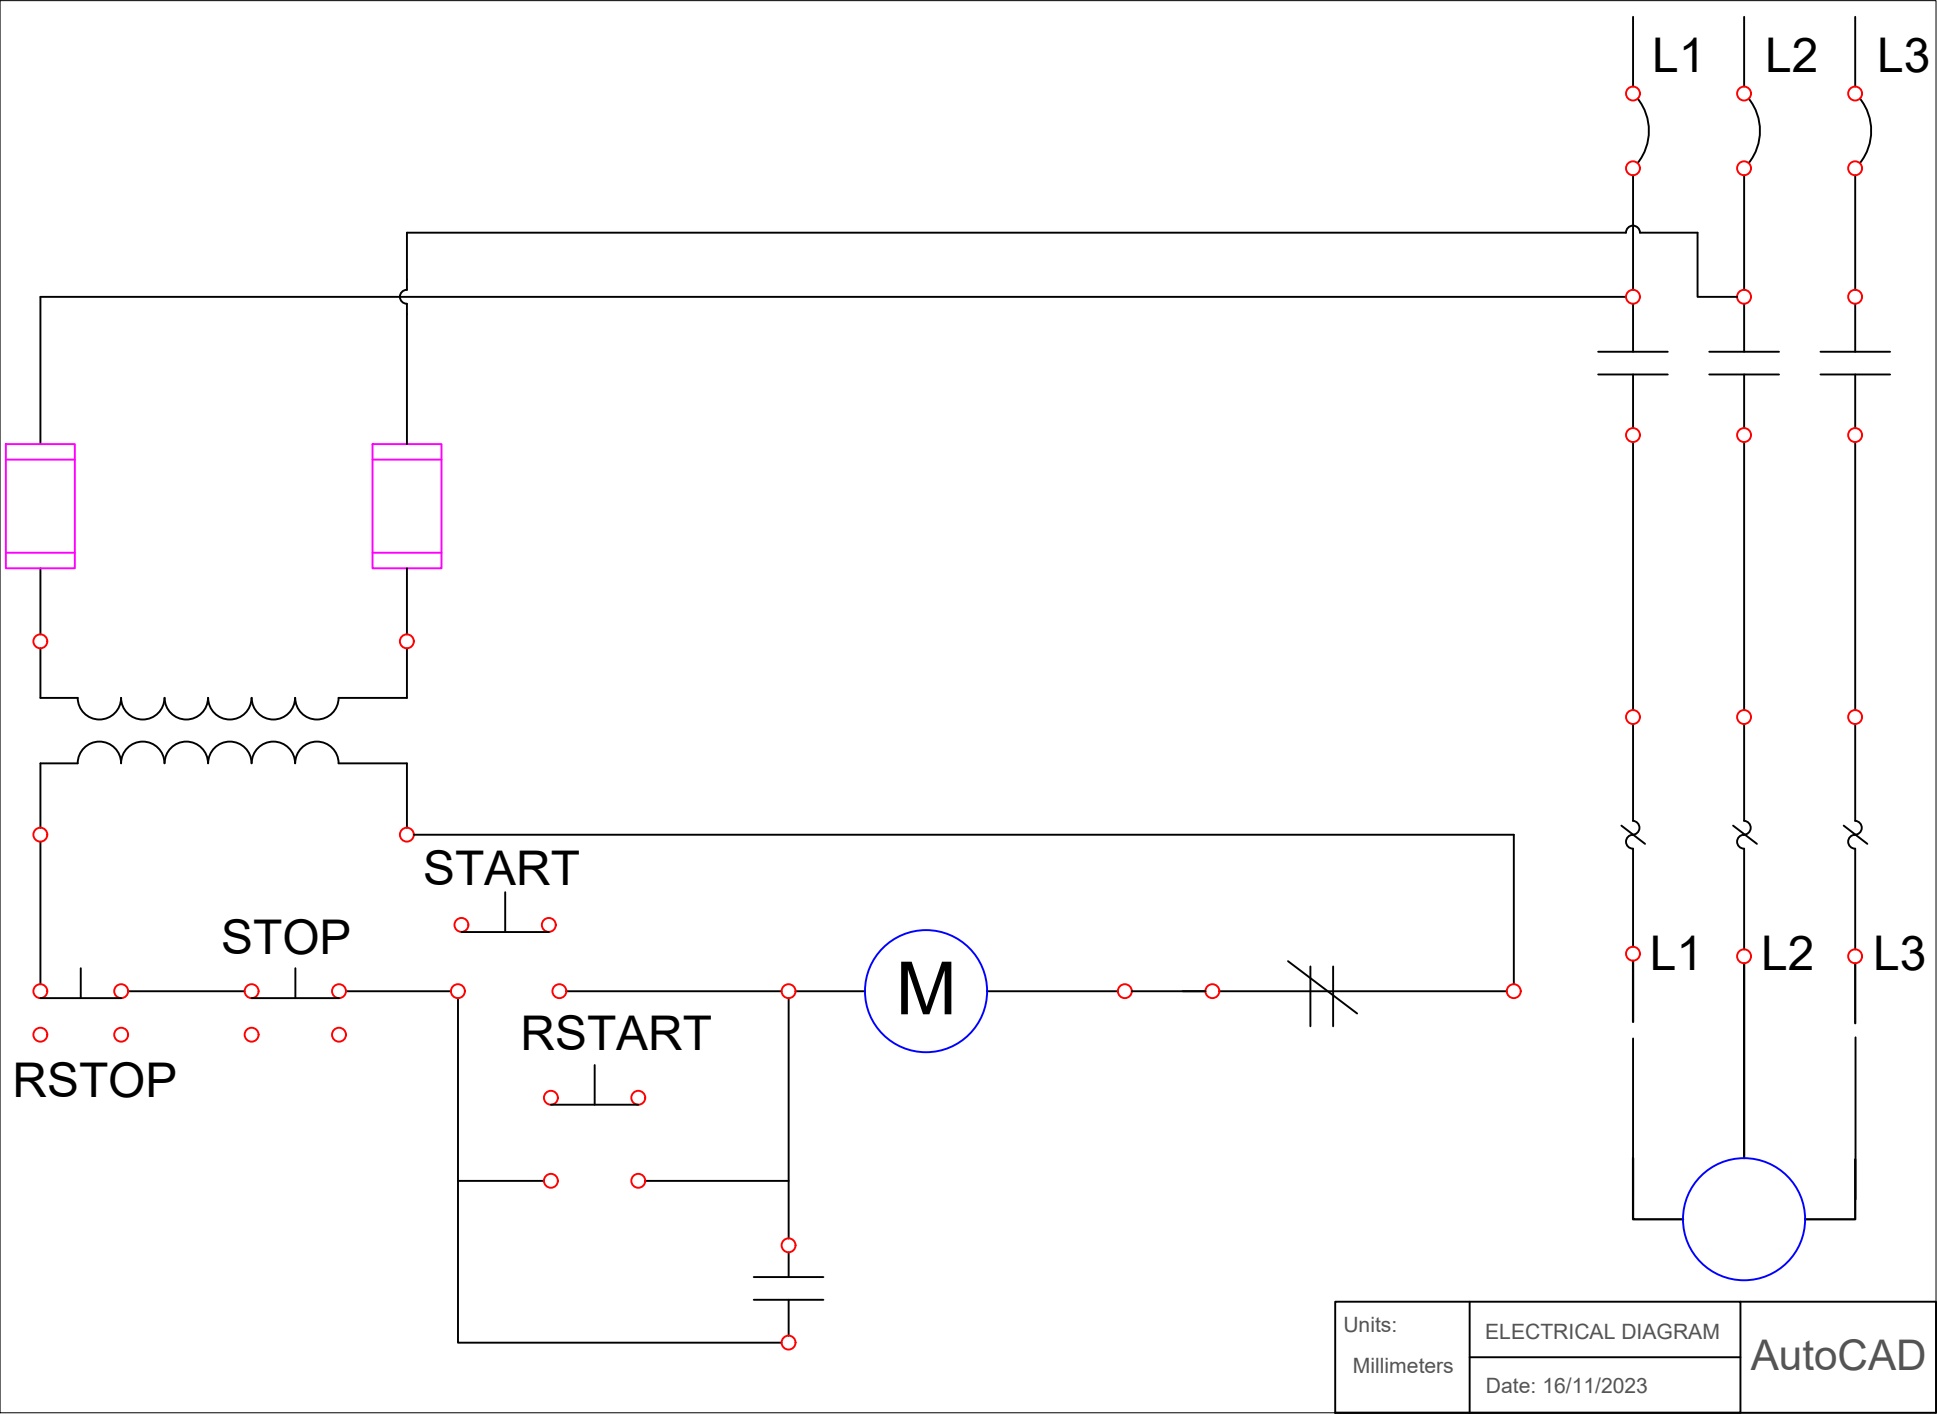 L1 L2 L3
START
STOP
M
L1 L2 L3
RSTART
RSTOP
Units:
Millimeters
ELECTRICAL DIAGRAM
Date: 16/11/2023
AutoCAD